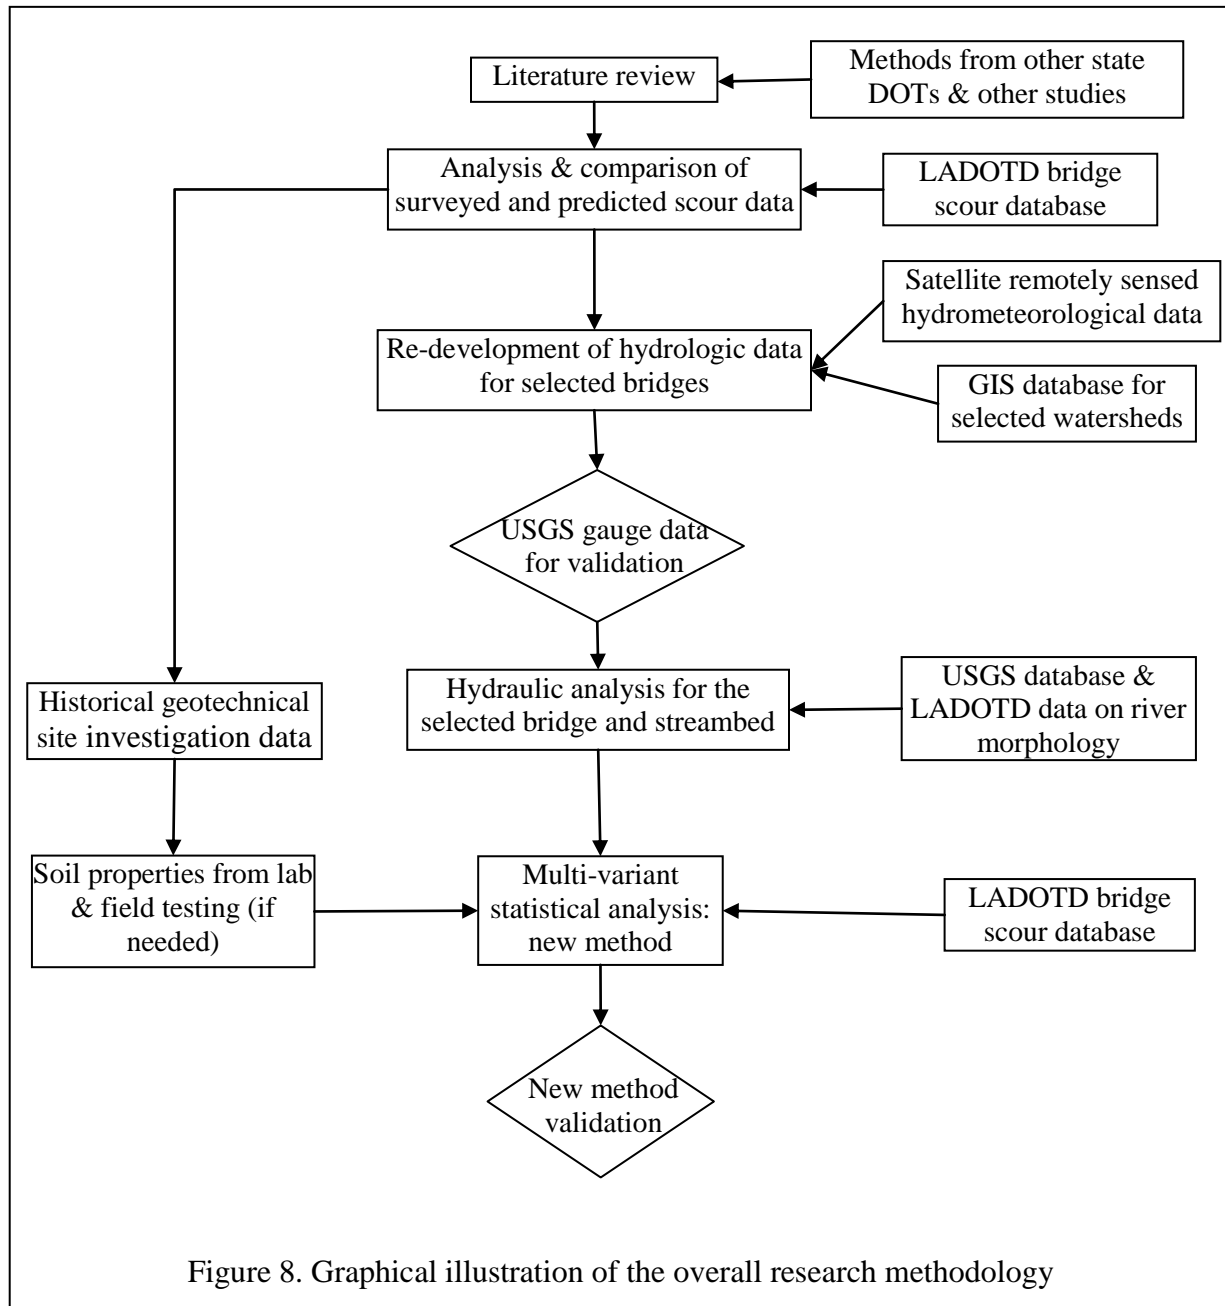 Literature review
Methods from other state
DOTs & other studies
Analysis & comparison of
surveyed and predicted scour data
LADOTD bridge
scour database
Satellite remotely sensed
hydrometeorological data
Re-development of hydrologic data
for selected bridges
GIS database for
selected watersheds
USGS gauge data
for validation
Historical geotechnical
site investigation data
Hydraulic analysis for the
selected bridge and streambed
USGS database &
LADOTD data on river
morphology
Soil properties from lab
& field testing (if
needed)
Multi-variant
statistical analysis:
new method
LADOTD bridge
scour database
New method
validation
Figure 8. Graphical illustration of the overall research methodology